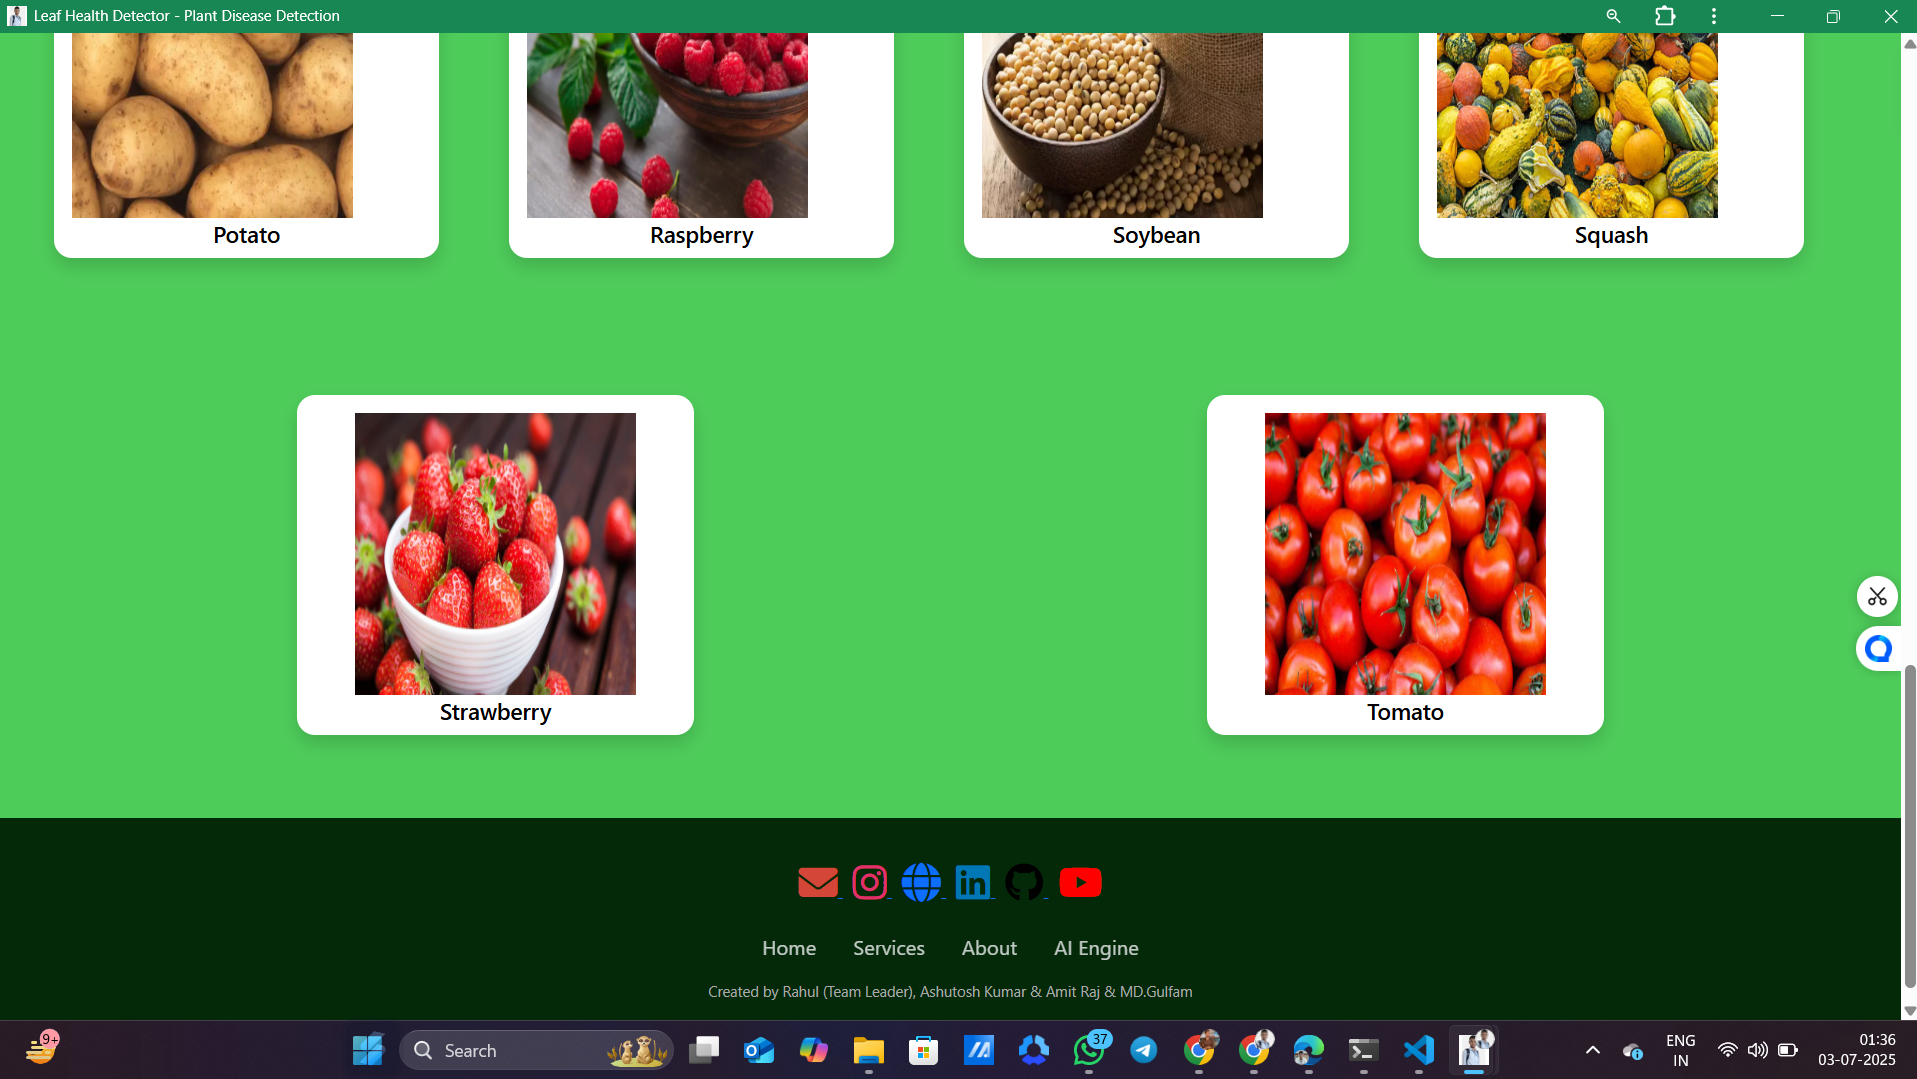 Leaf Health Detector - Plant Disease Detection
Potato
Raspberry
Soybean
Squash
Strawberry
Tomato
Home
Services
About
AI Engine
Created by Rahul (Team Leader), Ashutosh Kumar & Amit Raj & MD.Gulfam
9+
Search
37
ENG
IN
01:36
03-07-2025